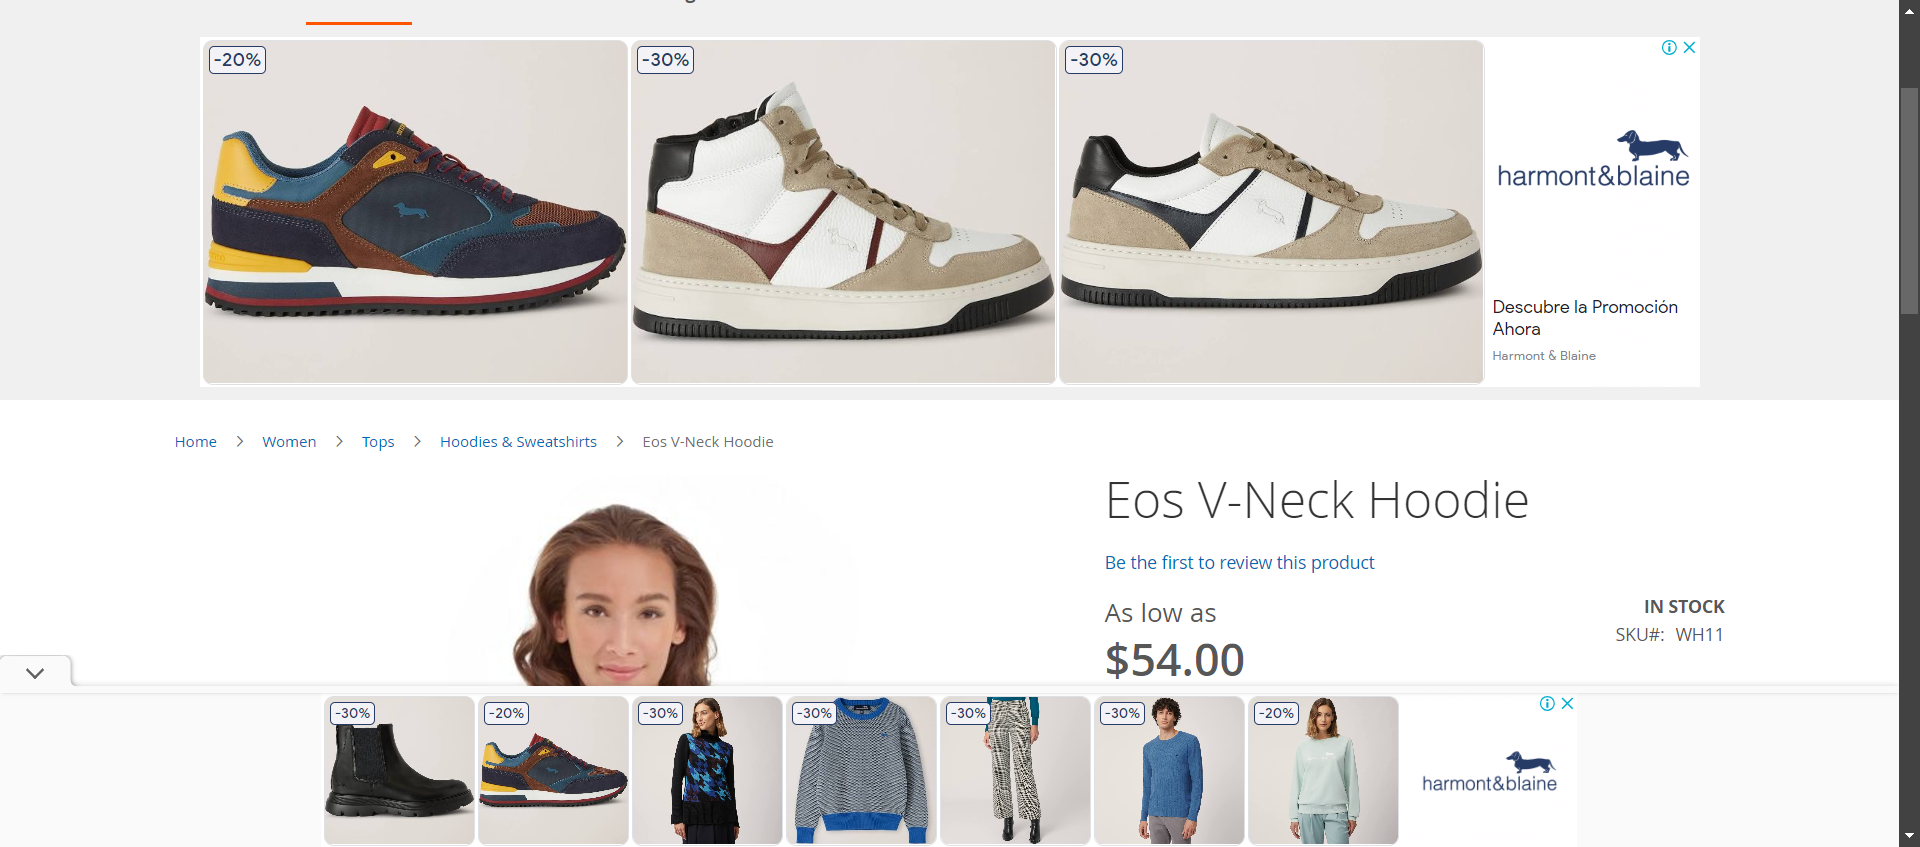 -20%
-30%
-30%
harmont&blaine
Descubre la Promoción
Ahora
Harmont & Blaine
Home > Women > Tops > Hoodies & Sweatshirts > Eos V-Neck Hoodie
Eos V-Neck Hoodie
Be the first to review this product
As low as
$54.00
IN STOCK
SKU#: WH11
-30%
-20%
-30%
-30%
-30%
-30%
-20%
harmont&blaine